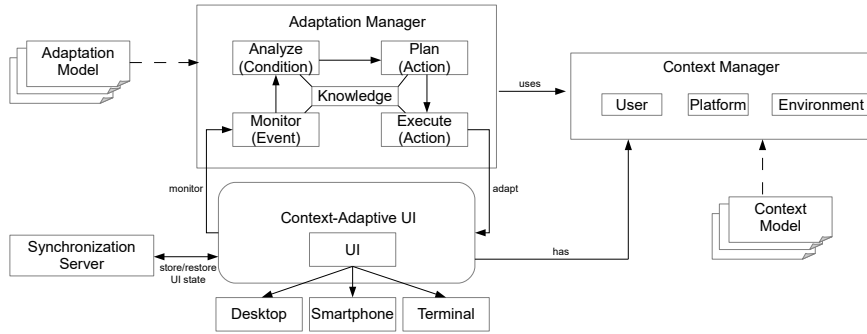 Adaptation Manager
Adaptation
Model
Analyze
(Condition)
Plan
(Action)
Knowledge
Monitor
(Event)
Execute
(Action)
uses
Context Manager
User
Platform
Environment
monitor
adapt
Context-Adaptive UI
UI
Synchronization
Server
store/restore
UI state
has
Context
Model
Desktop
Smartphone
Terminal